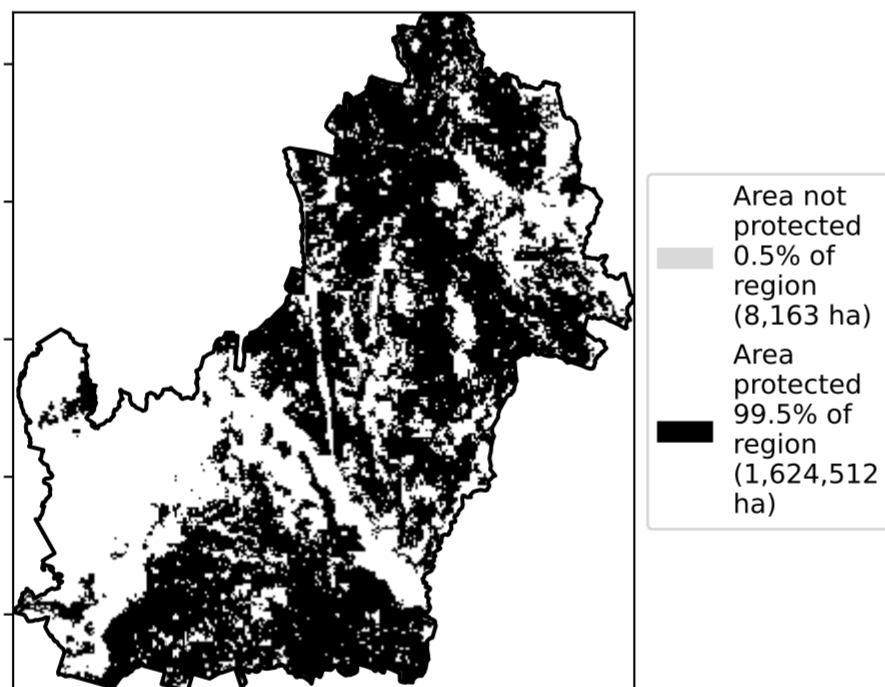 Area not
protected
0.5% of
region
(8,163 ha)
Area
protected
99.5% of
region
(1,624,512
ha)